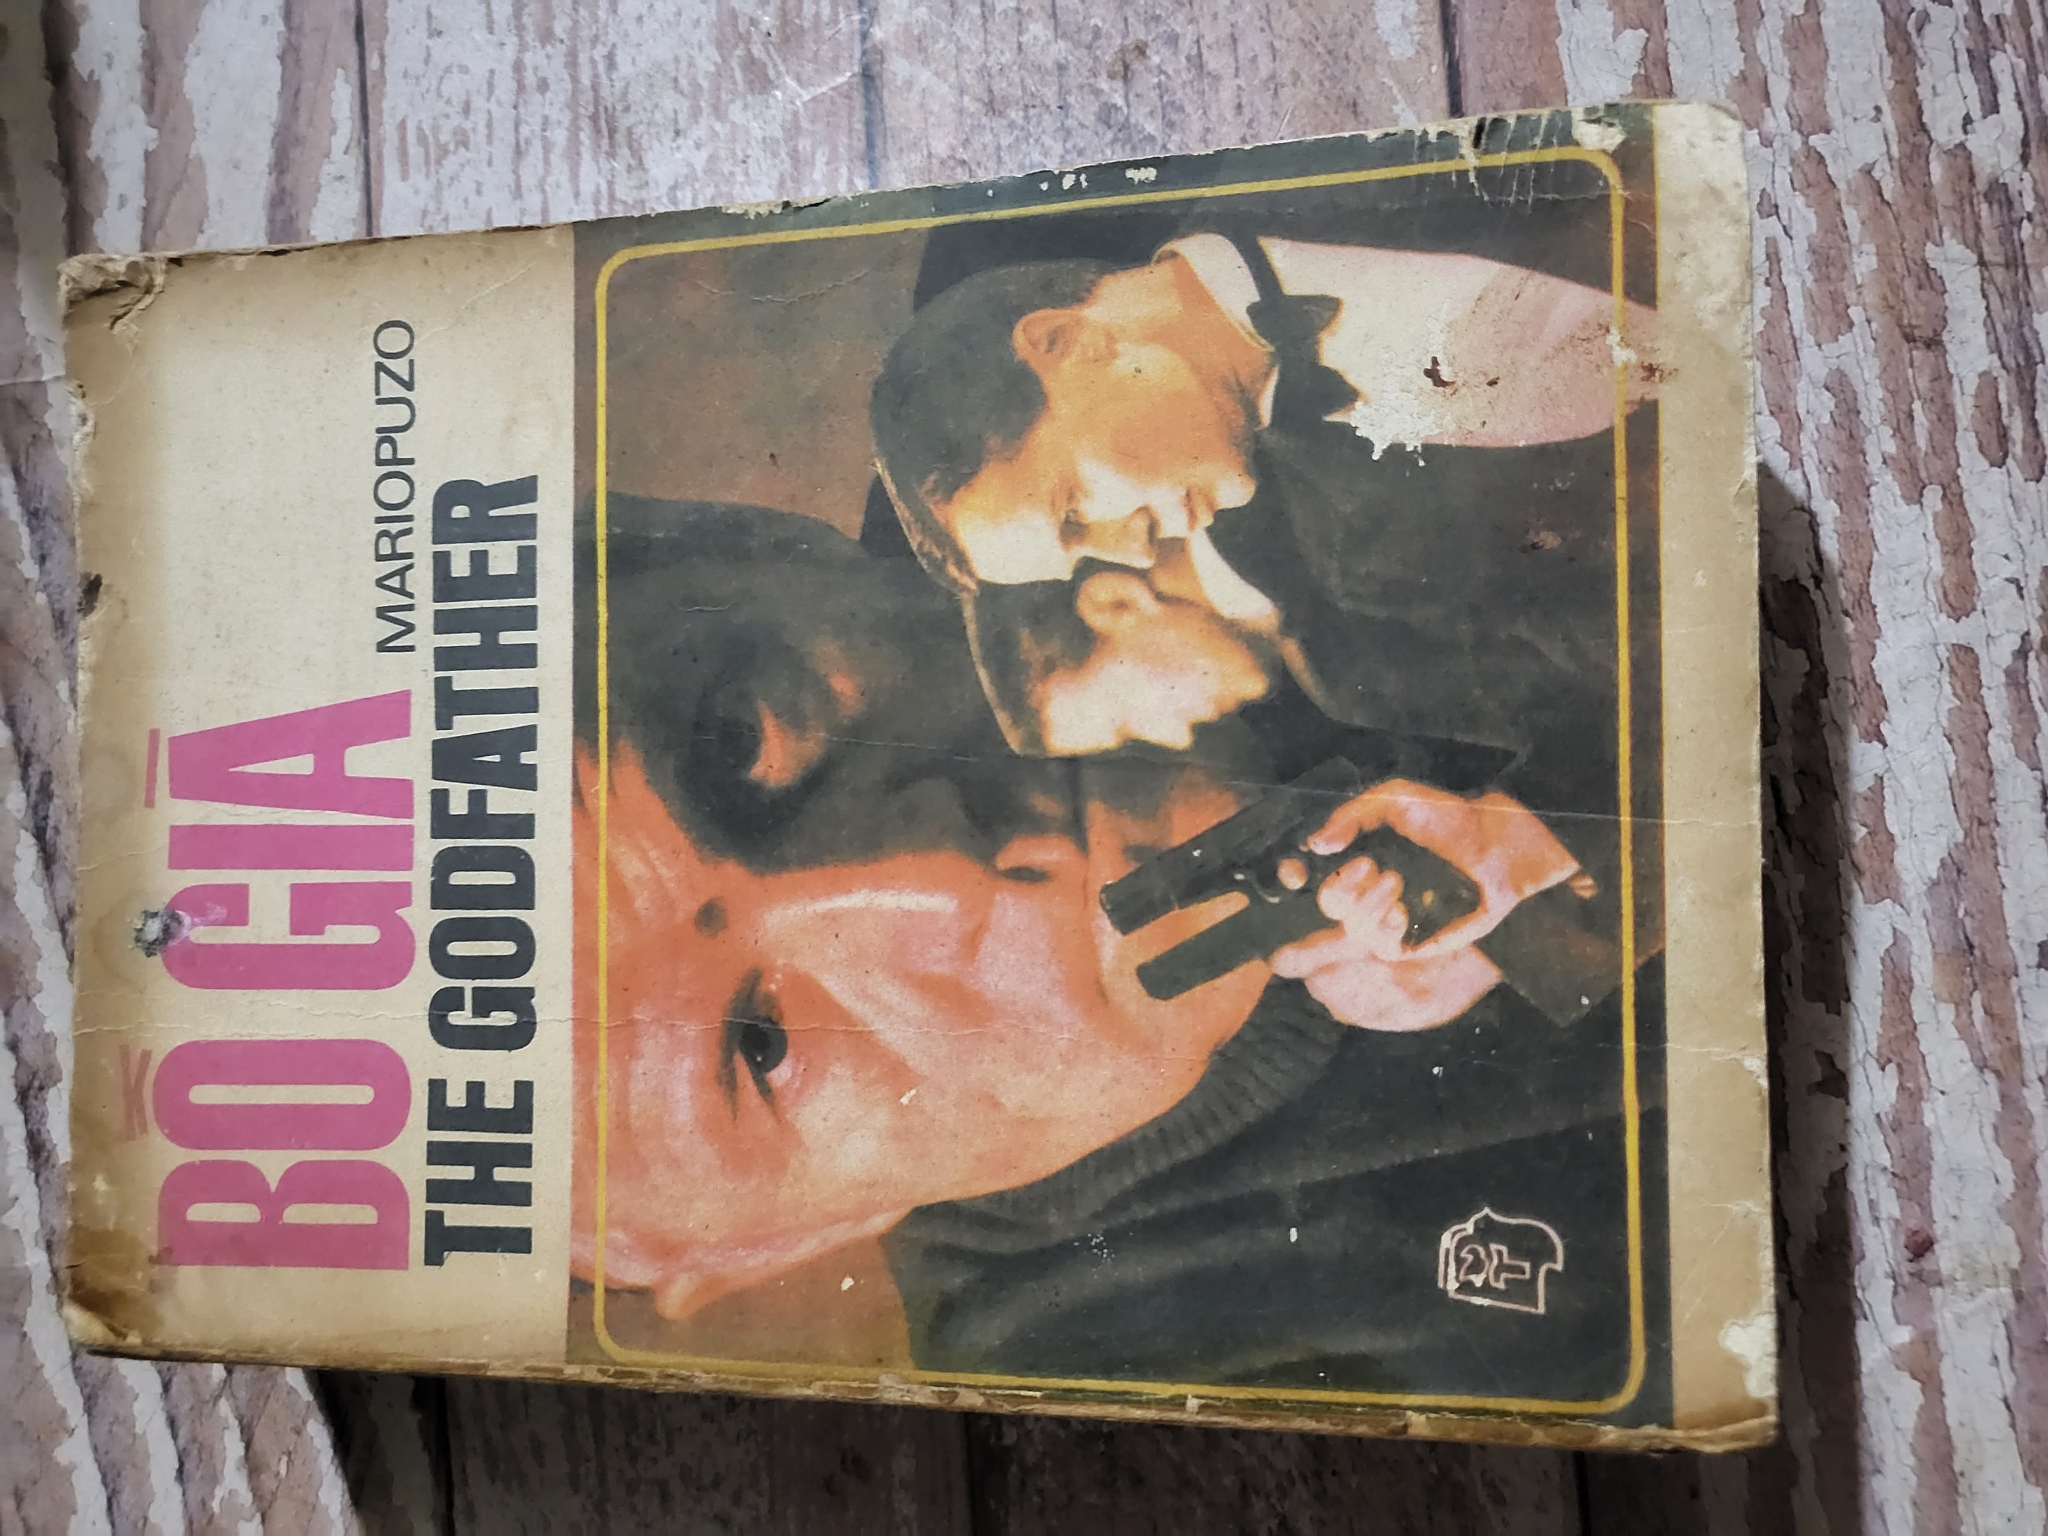 BỐ GIÀ
MARIOPUZO
THE GODFATHER